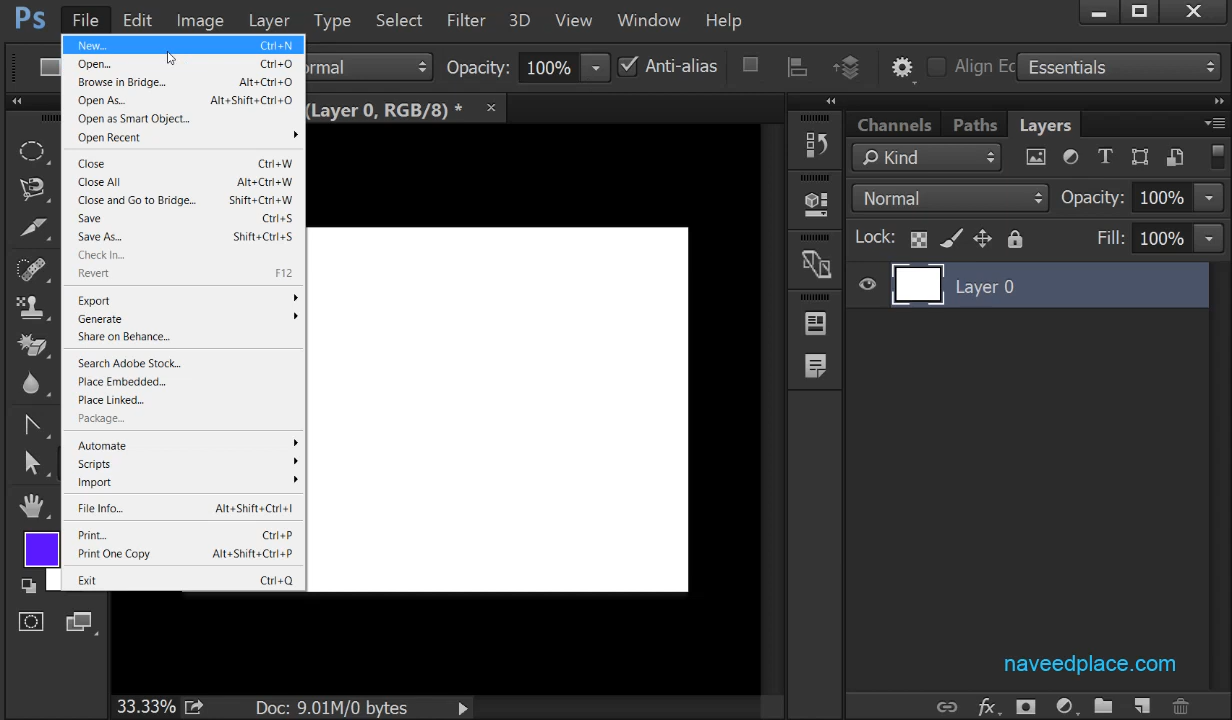 Ps File Edit Image Layer Type Select Filter 3D View Window Help
New... Ctrl+N
Open... Ctrl+O
Browse in Bridge... Alt+Ctrl+O
Open As... Alt+Shift+Ctrl+O
Open as Smart Object...
Open Recent
Close Ctrl+W
Close All Alt+Ctrl+W
Close and Go to Bridge... Shift+Ctrl+W
Save Ctrl+S
Save As... Shift+Ctrl+S
Check In...
Revert F12
Export
Generate
Share on Behance...
Search Adobe Stock...
Place Embedded...
Place Linked...
Package...
Automate
Scripts
Import
File Info... Alt+Shift+Ctrl+I
Print... Ctrl+P
Print One Copy Alt+Shift+Ctrl+P
Exit Ctrl+Q
rmal Opacity: 100% Anti-alias Align Ec Essentials
(Layer 0, RGB/8) *
Channels Paths Layers
Kind
Normal Opacity: 100%
Lock: Fill: 100%
Layer 0
naveedplace.com
33.33% Doc: 9.01M/0 bytes
fx